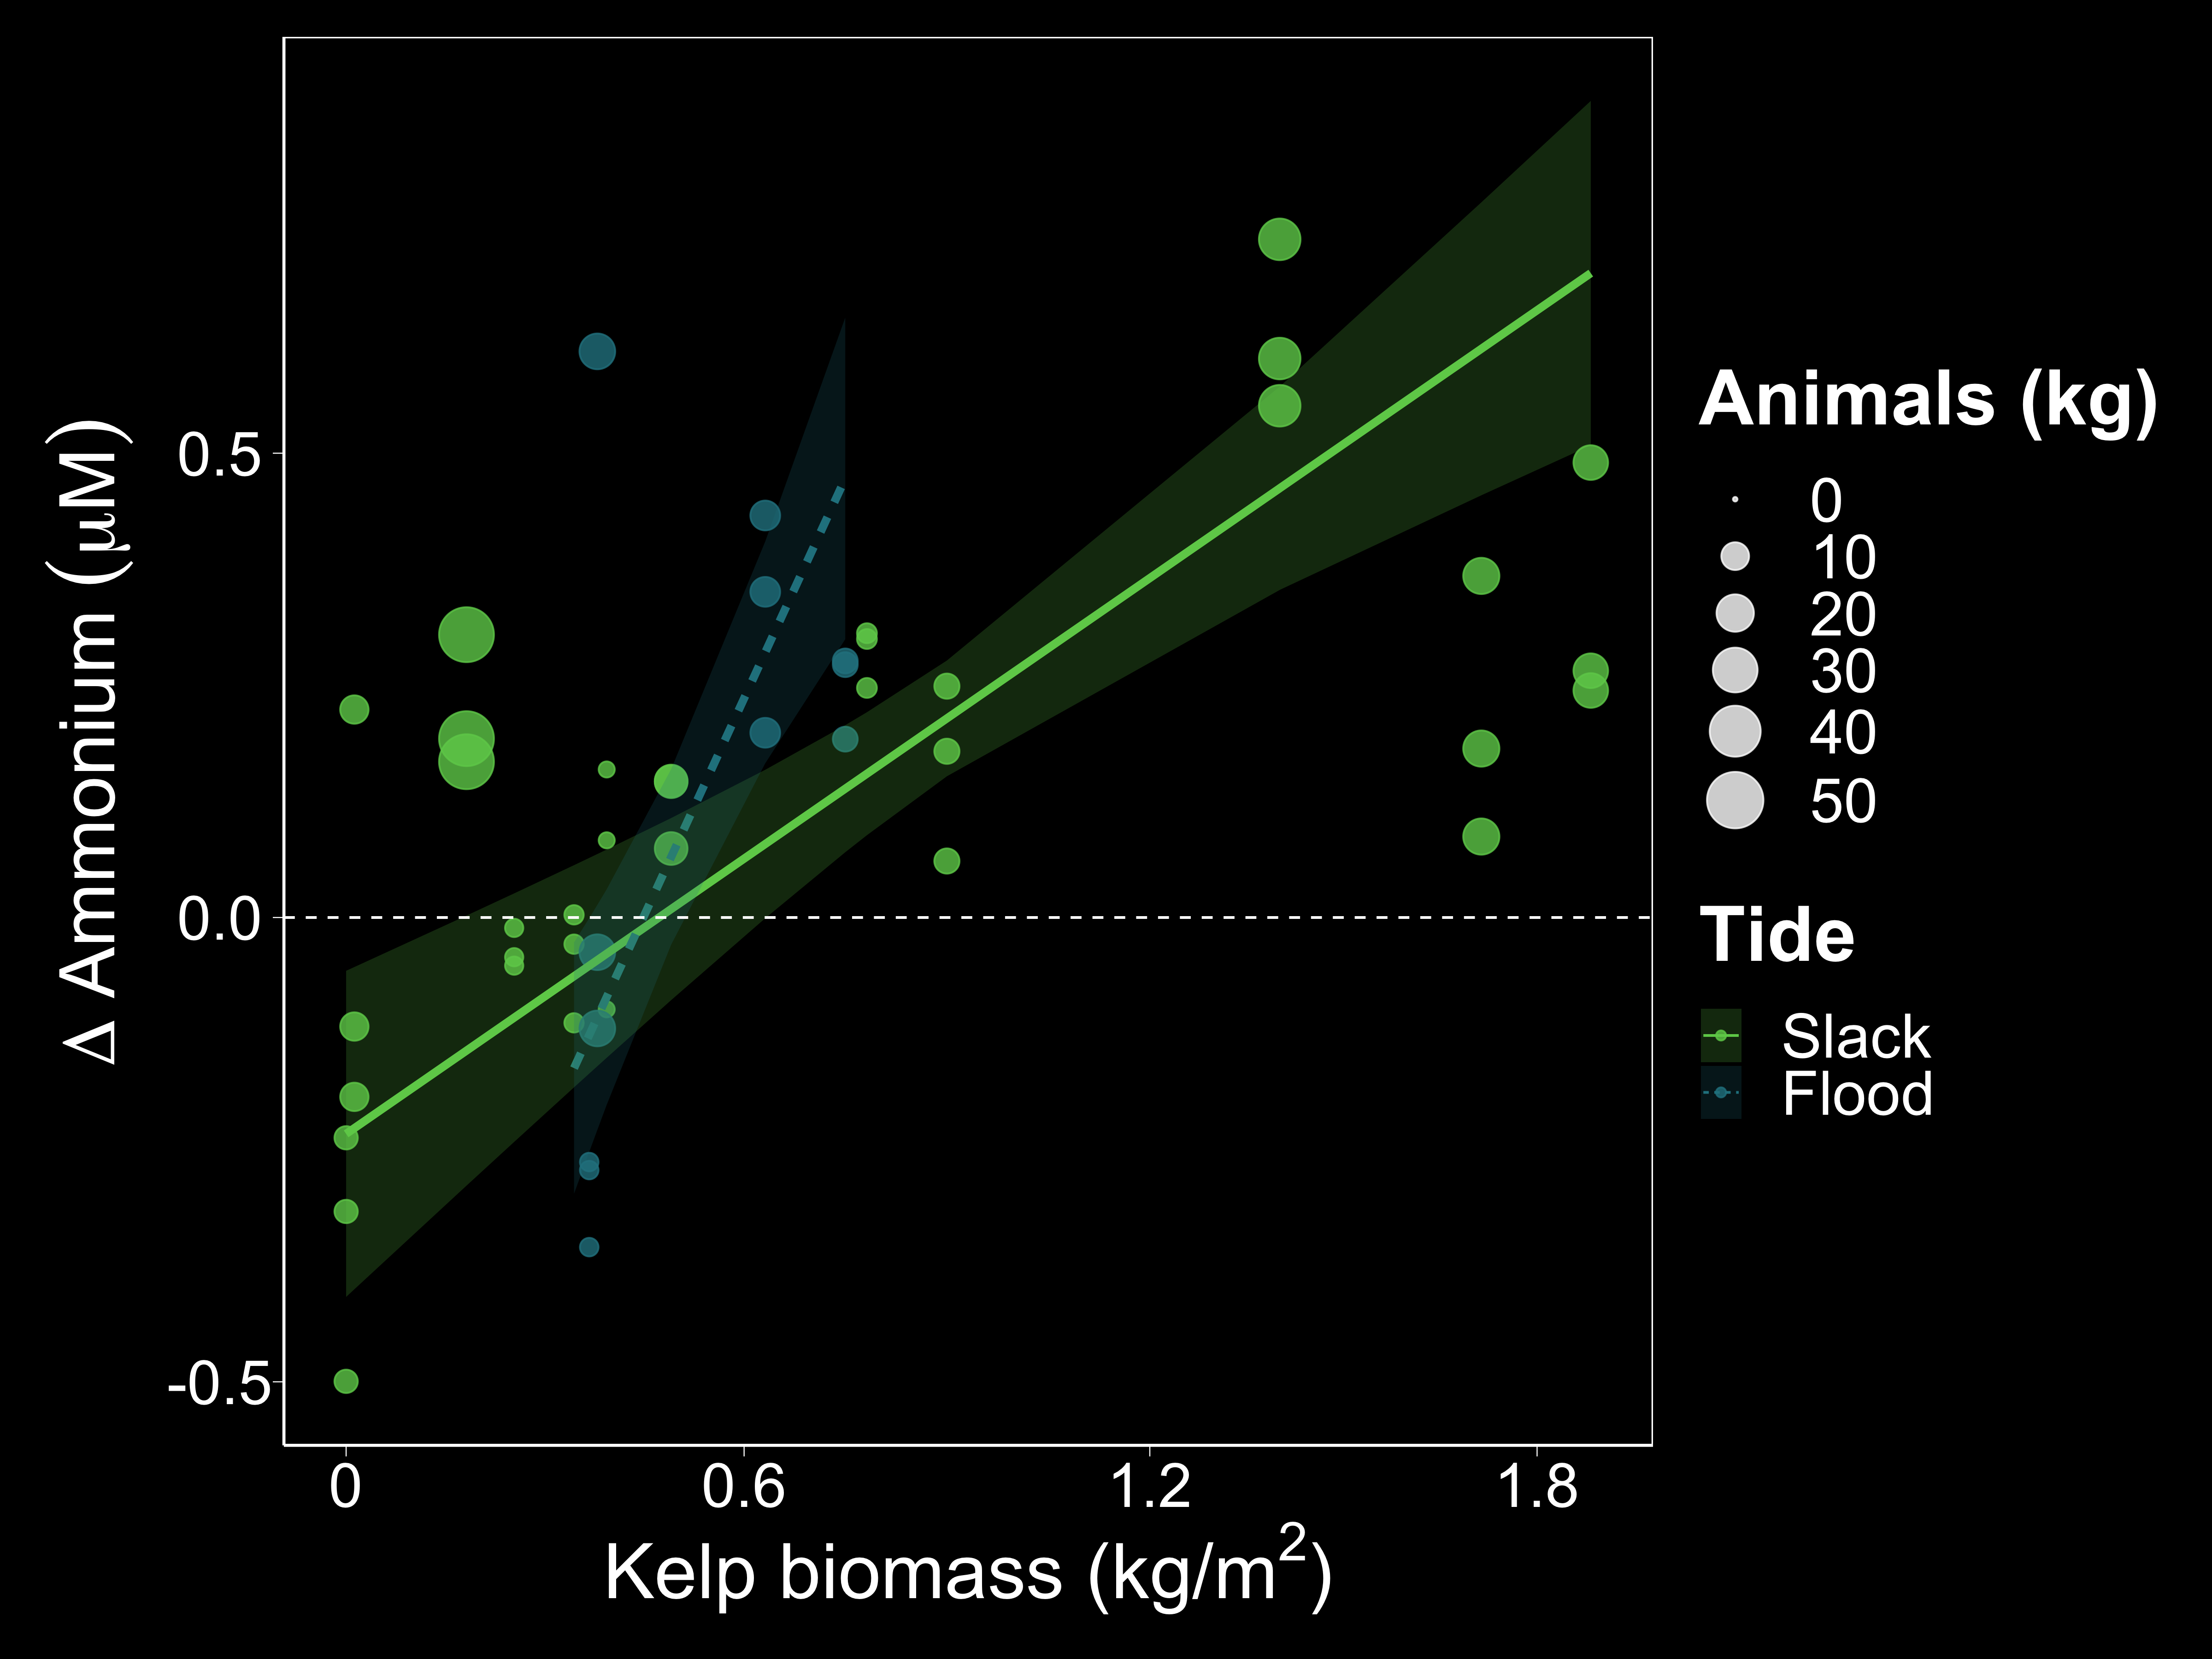 Δ Ammonium (μM)
0.5
0.0
-0.5
0
0.6
1.2
1.8
Kelp biomass (kg/m²)
Animals (kg)
0
10
20
30
40
50
Tide
Slack
Flood